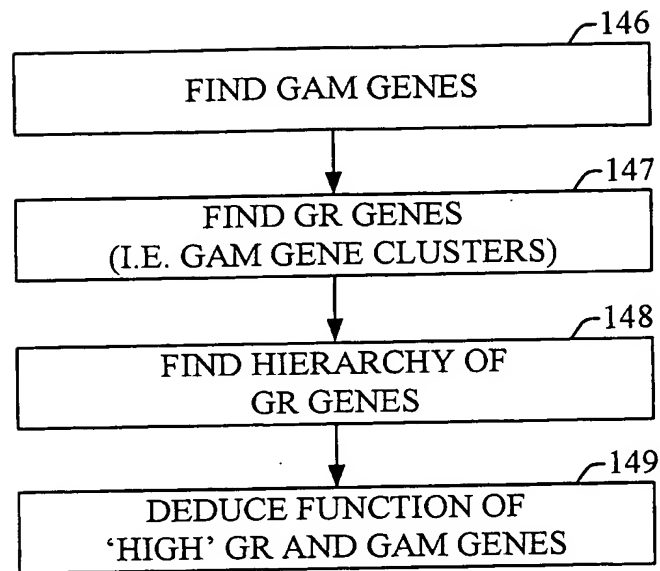 146
FIND GAM GENES
147
FIND GR GENES
(I.E. GAM GENE CLUSTERS)
148
FIND HIERARCHY OF
GR GENES
149
DEDUCE FUNCTION OF
‘HIGH’ GR AND GAM GENES